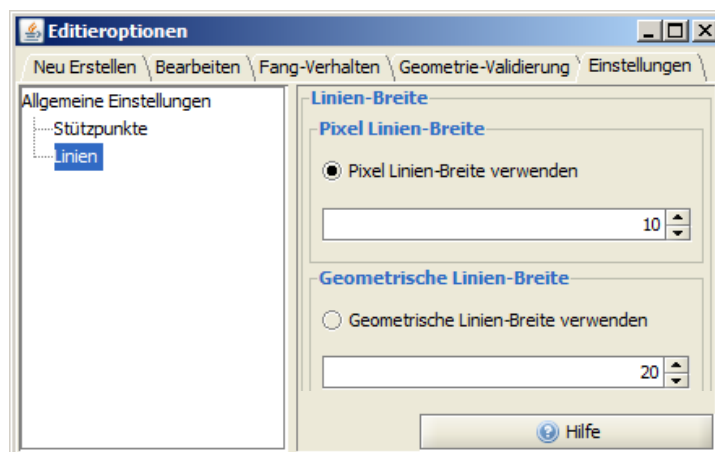 Editieroptionen
Neu Erstellen Bearbeiten Fang-Verhalten Geometrie-Validierung Einstellungen
Allgemeine Einstellungen
Stützpunkte
Linien
Linien-Breite
Pixel Linien-Breite
Pixel Linien-Breite verwenden
10
Geometrische Linien-Breite
Geometrische Linien-Breite verwenden
20
Hilfe